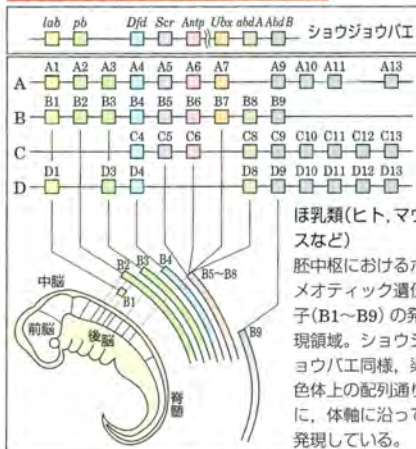 lab pb Dfd Scr Antp Ubx abdA AbdB ショウジョウバエ
A1 A2 A3 A4 A5 A6 A7 A9 A10 A11 A13
A
B1 B2 B3 B4 B5 B6 B7 B8 B9
B
C4 C5 C6 C8 C9 C10 C11 C12 C13
C
D1 D3 D4 D8 D9 D10 D11 D12 D13
D
ほ乳類(ヒト,マウ
スなど)
胚中枢におけるホ
メオティック遺伝
子(B1〜B9)の発
現領域。ショウジ
ョウバエ同様,染
色体上の配列通り
に,体軸に沿って
発現している。
B2 B3 B4
B5〜B8
B1
B9
中脳
前脳
後脳
脊髄